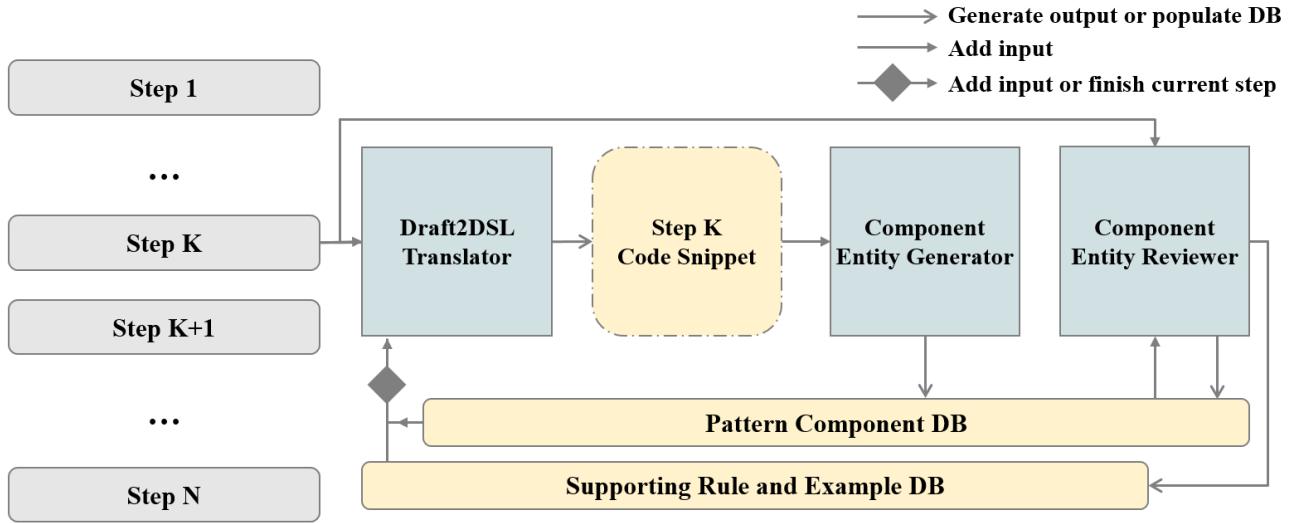 Generate output or populate DB
Add input
Add input or finish current step
Step 1
...
Step K
Step K+1
...
Step N
Draft2DSL
Translator
Step K
Code Snippet
Component
Entity Generator
Component
Entity Reviewer
Pattern Component DB
Supporting Rule and Example DB